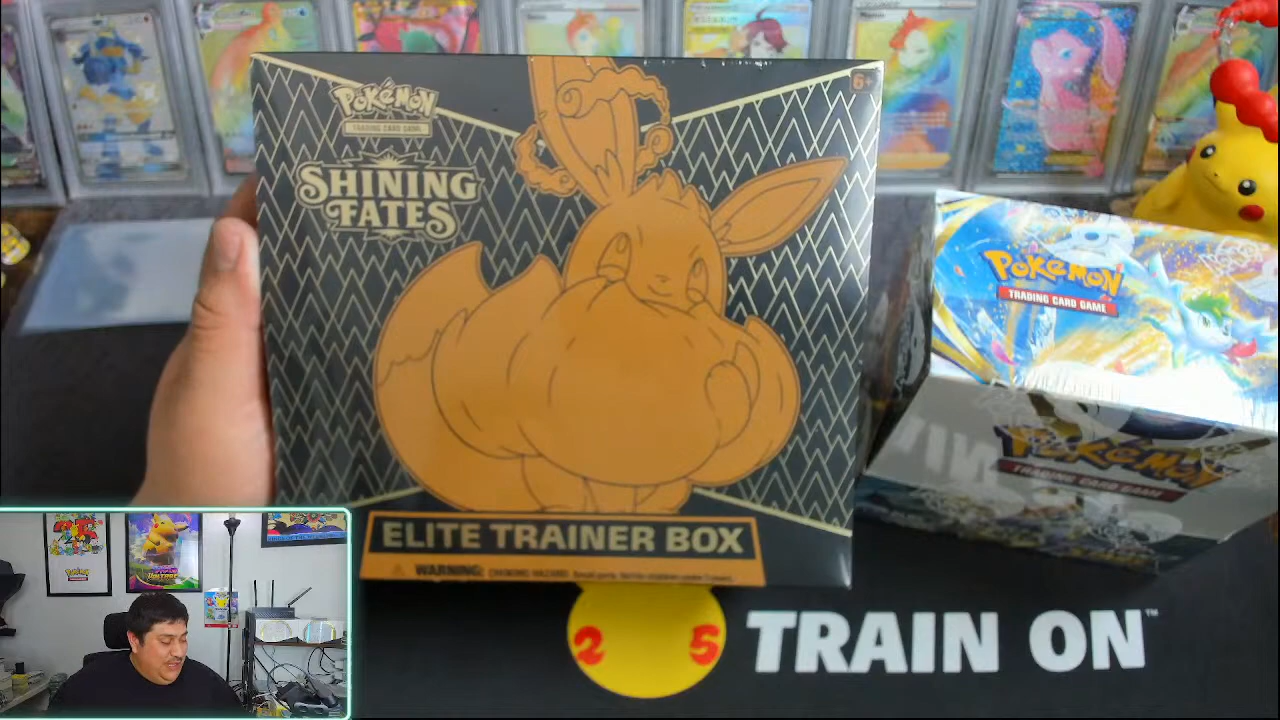 Pokémon
TRADING CARD GAME
SHINING
FATES
6+
ELITE TRAINER BOX
WARNING:
Pokémon
TRADING CARD GAME
Pokémon
TRADING CARD GAME
2 5
TRAIN ON™